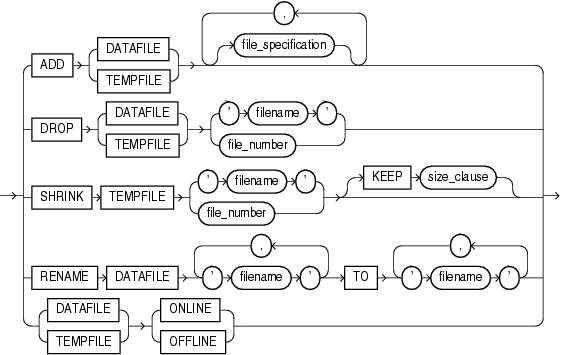 ,
DATAFILE file_specification
ADD
TEMPFILE
DATAFILE ' filename '
DROP
TEMPFILE file_number
' filename ' KEEP size_clause
SHRINK TEMPFILE
file_number
, ,
RENAME DATAFILE ' filename ' TO ' filename '
DATAFILE ONLINE
TEMPFILE OFFLINE